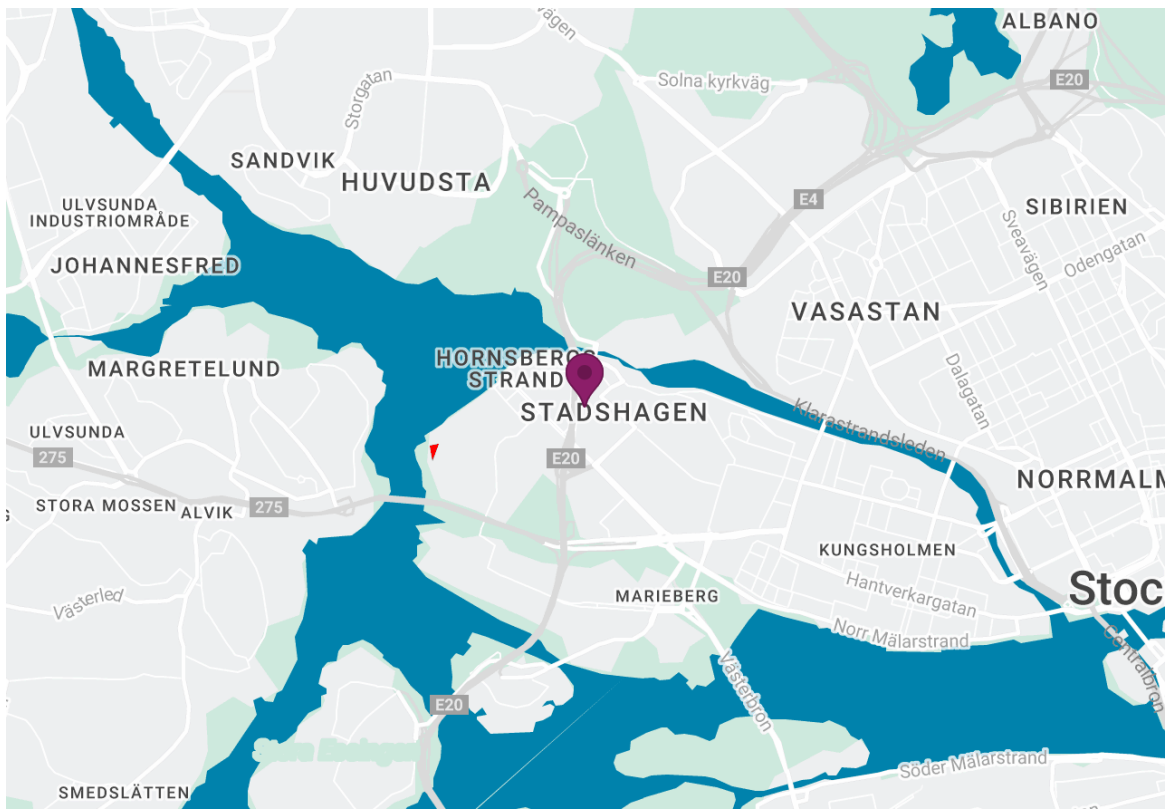 ALBANO
vägen
Solna kyrkväg
E20
Storgatan
SANDVIK
HUVUDSTA
ULVSUNDA
INDUSTRIOMRÅDE
Pampaslänken
E4
SIBIRIEN
Sveavägen
Odengatan
JOHANNESFRED
E20
VASASTAN
MARGRETELUND
HORNSBERGS
STRAND
STADSHAGEN
Dalagatan
Klarastrandsleden
ULVSUNDA
275
E20
NORRMALM
STORA MOSSEN
ALVIK
275
KUNGSHOLMEN
Hantverkargatan
Stoc
Västerled
MARIEBERG
Norr Mälarstrand
Centralbron
Västerbron
E20
Söder Mälarstrand
SMEDSLÄTTEN